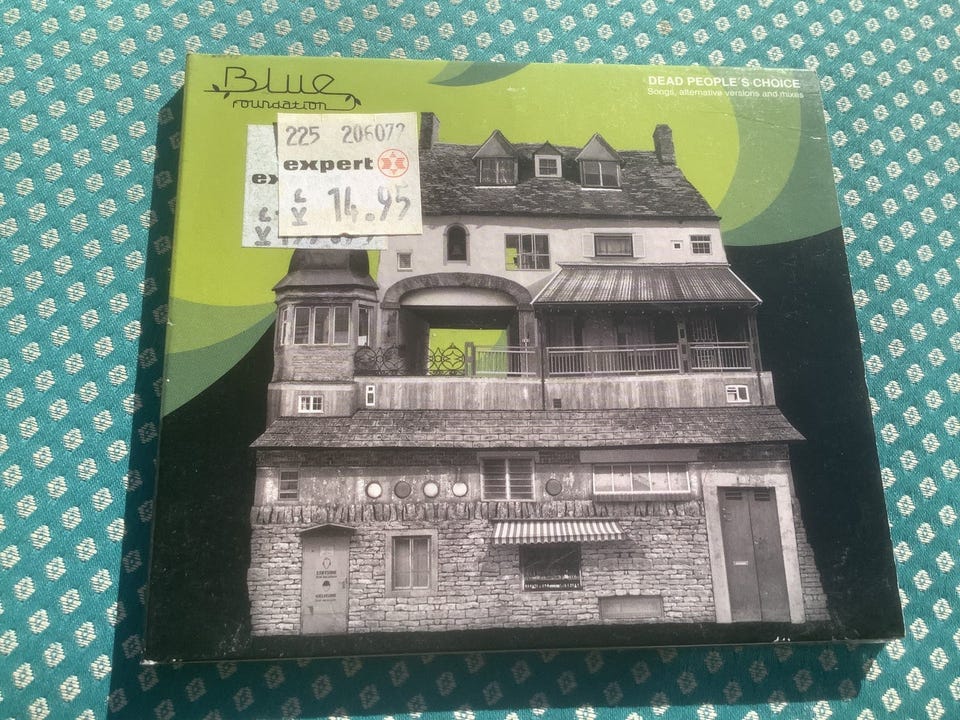 Blue
foundation
DEAD PEOPLE´S CHOICE
Songs, alternative versions and mixes
225 206072
expert
14.95